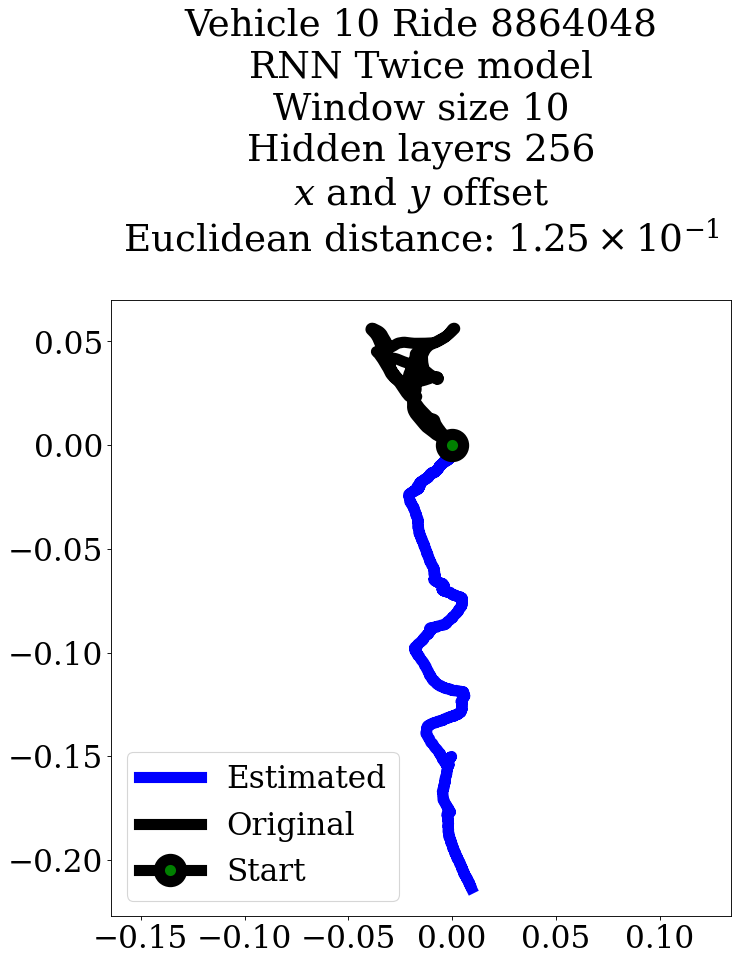 Vehicle 10 Ride 8864048
RNN Twice model
Window size 10
Hidden layers 256
x and y offset
Euclidean distance: 1.25 × 10⁻¹
0.05
0.00
−0.05
−0.10
−0.15
−0.20
Estimated
Original
Start
−0.15 −0.10 −0.05 0.00 0.05 0.10